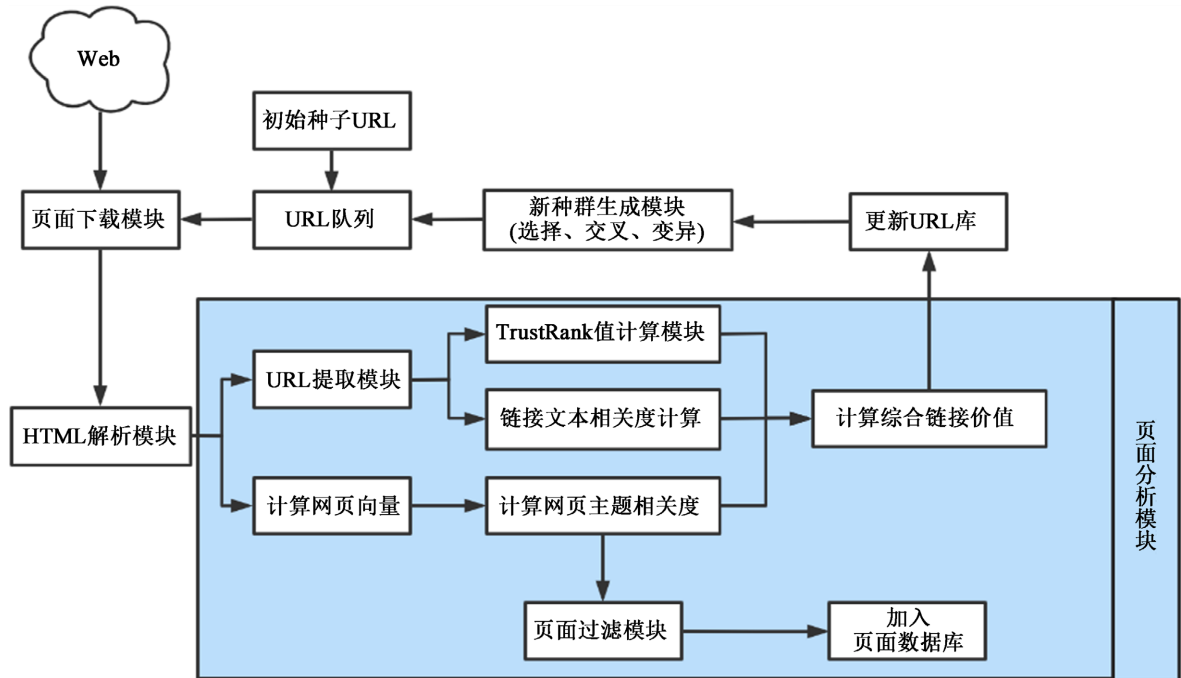 Web
初始种子URL
页面下载模块
URL队列
新种群生成模块
(选择、交叉、变异)
更新URL库
TrustRank值计算模块
URL提取模块
链接文本相关度计算
计算综合链接价值
HTML解析模块
计算网页向量
计算网页主题相关度
页面过滤模块
加入
页面数据库
页面分析模块